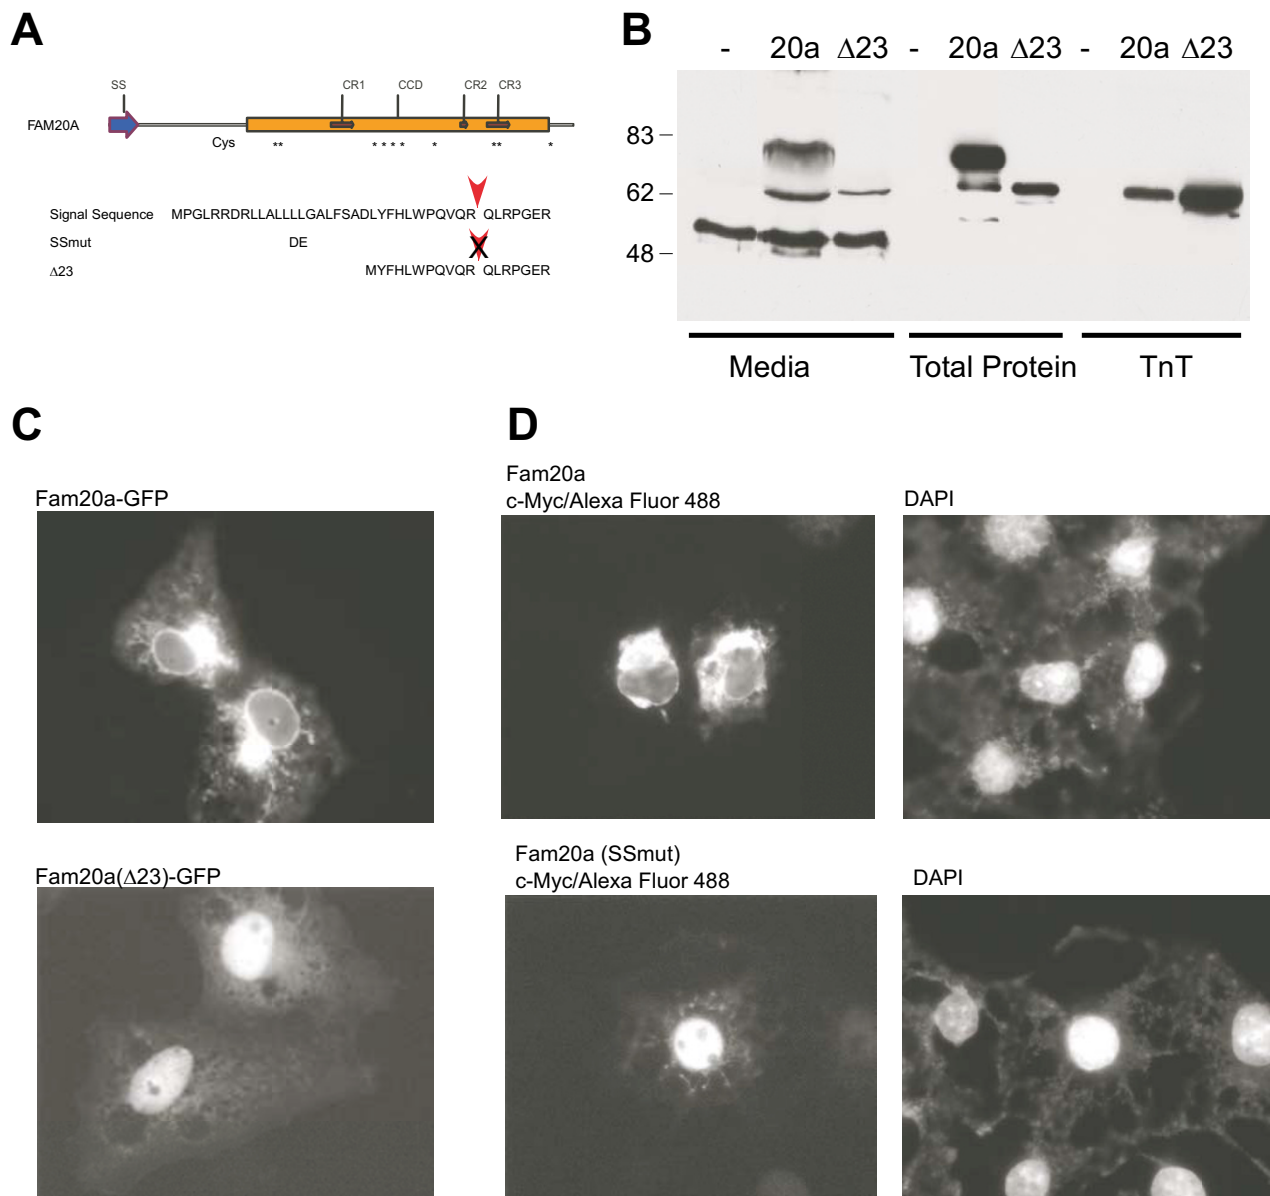 A
SS CR1 CCD CR2 CR3
FAM20A
Cys ** **** * ** *
Signal Sequence MPGLRRDRLLALLLLGALFSADLYFHLWPQVQR QLRPGER
SSmut DE X
Δ23 MYFHLWPQVQR QLRPGER
B
- 20a Δ23 - 20a Δ23 - 20a Δ23
83
62
48
Media Total Protein TnT
C
Fam20a-GFP
Fam20a(Δ23)-GFP
D
Fam20a
c-Myc/Alexa Fluor 488
DAPI
Fam20a (SSmut)
c-Myc/Alexa Fluor 488
DAPI